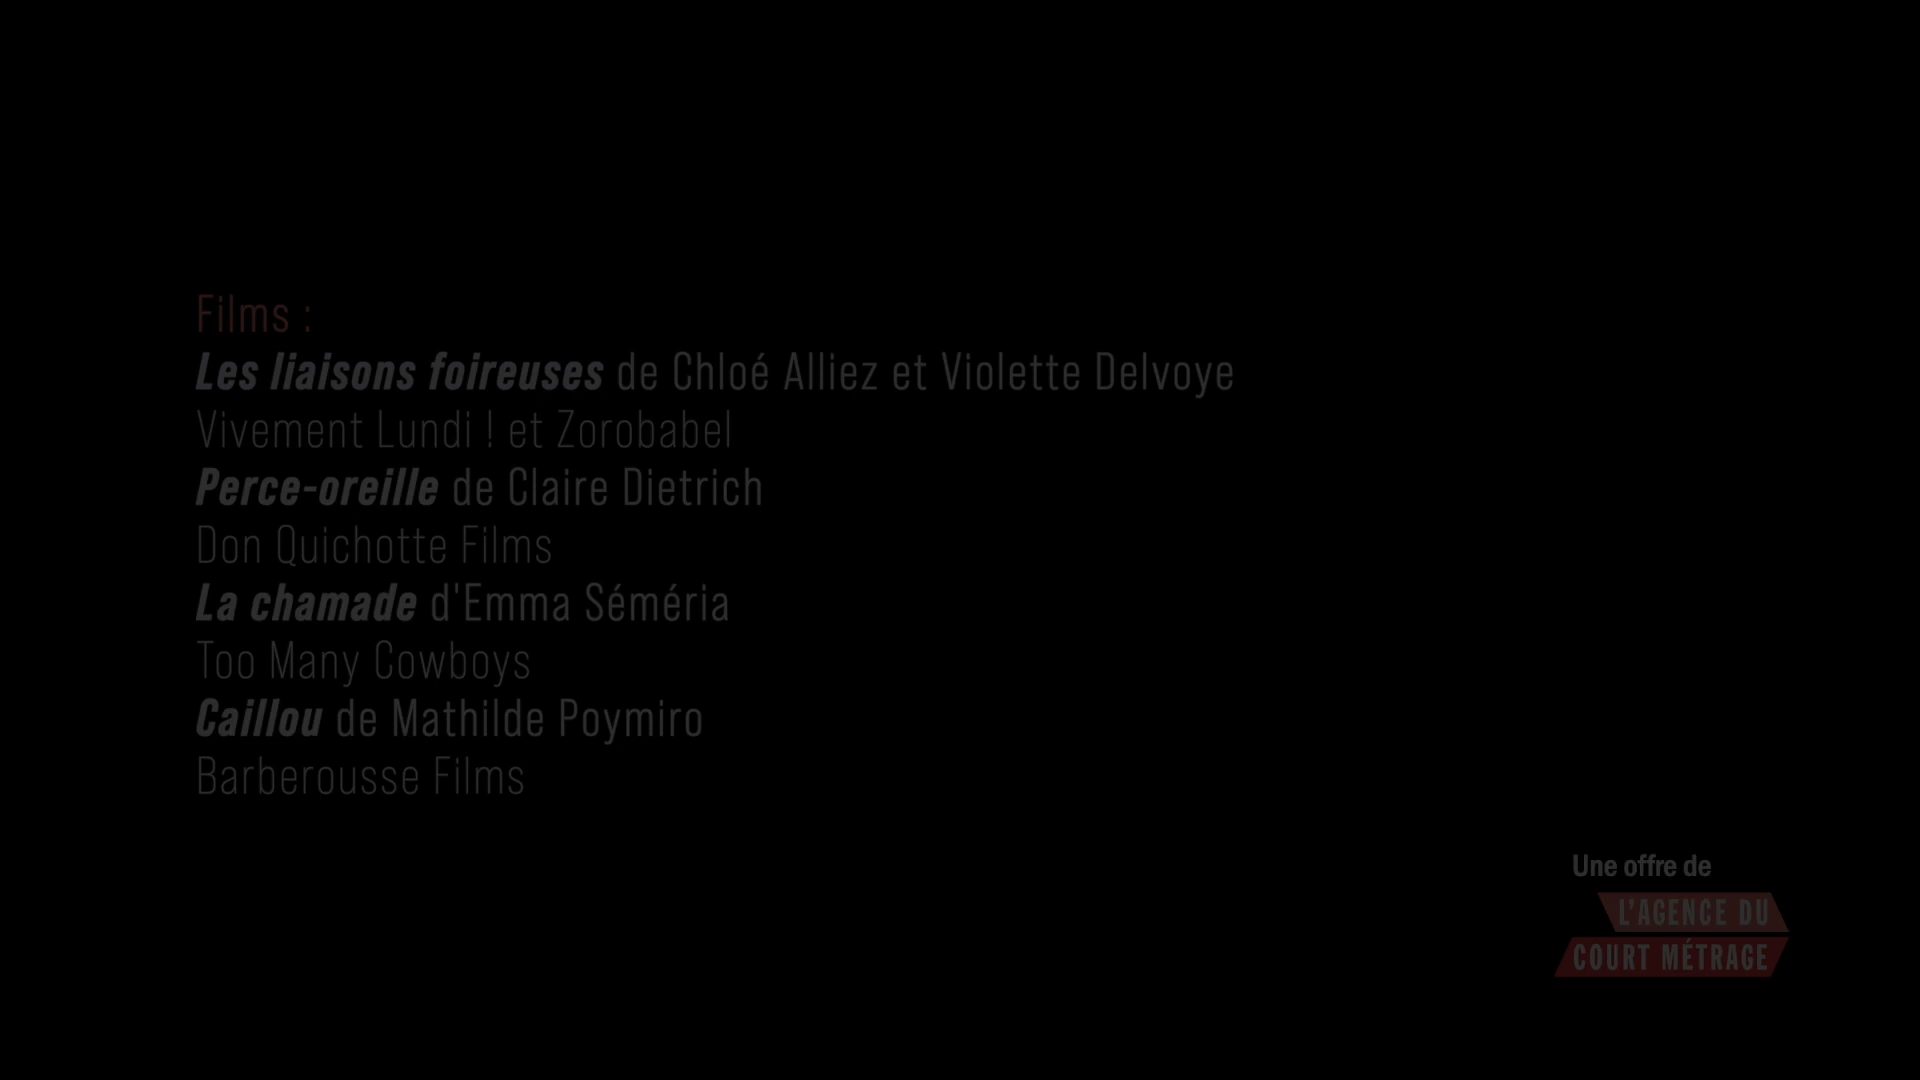 Films :
Les liaisons foireuses de Chloé Alliez et Violette Delvoye
Vivement Lundi ! et Zorobabel
Perce-oreille de Claire Dietrich
Don Quichotte Films
La chamade d'Emma Séméria
Too Many Cowboys
Caillou de Mathilde Poymiro
Barberousse Films
Une offre de
L'AGENCE DU
COURT MÉTRAGE